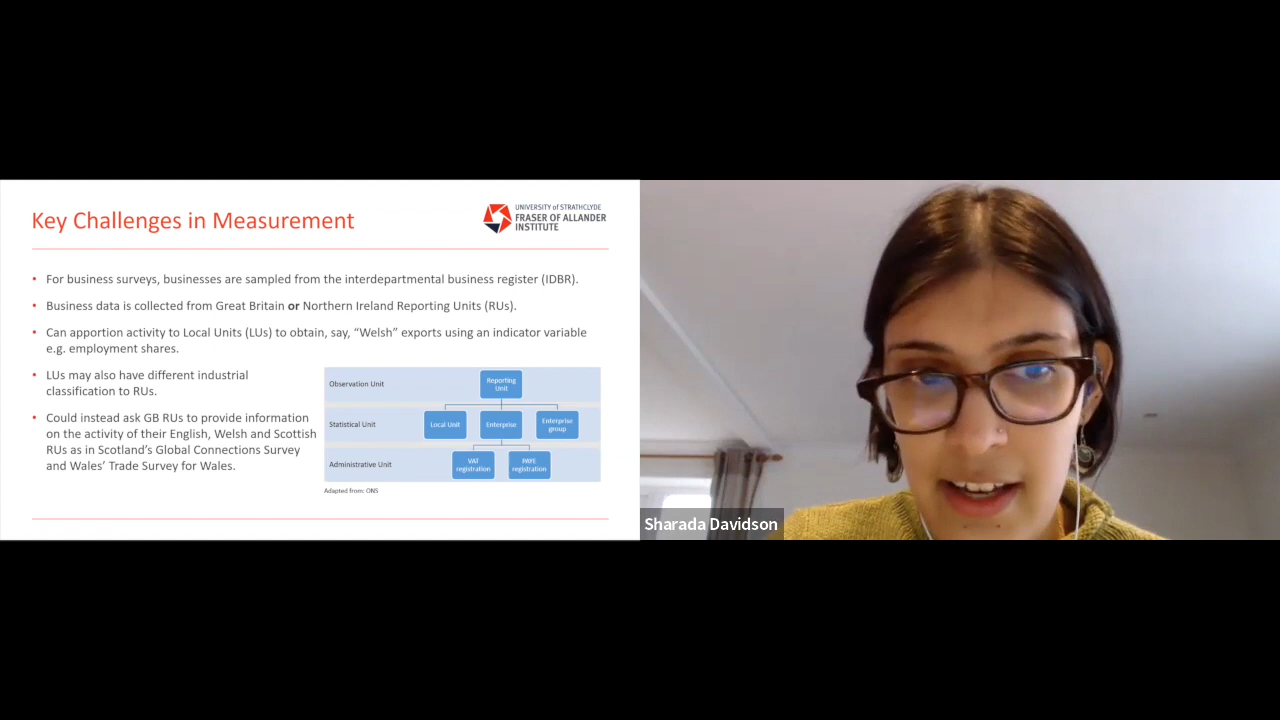 Key Challenges in Measurement
UNIVERSITY of STRATHCLYDE
FRASER OF ALLANDER
INSTITUTE
• For business surveys, businesses are sampled from the interdepartmental business register (IDBR).
• Business data is collected from Great Britain or Northern Ireland Reporting Units (RUs).
• Can apportion activity to Local Units (LUs) to obtain, say, “Welsh” exports using an indicator variable
e.g. employment shares.
• LUs may also have different industrial
classification to RUs.
• Could instead ask GB RUs to provide information
on the activity of their English, Welsh and Scottish
RUs as in Scotland’s Global Connections Survey
and Wales’ Trade Survey for Wales.
Observation Unit
Reporting
Unit
Statistical Unit
Local Unit
Enterprise
Enterprise
group
Administrative Unit
VAT
registration
PAYE
registration
Adapted from: ONS
Sharada Davidson